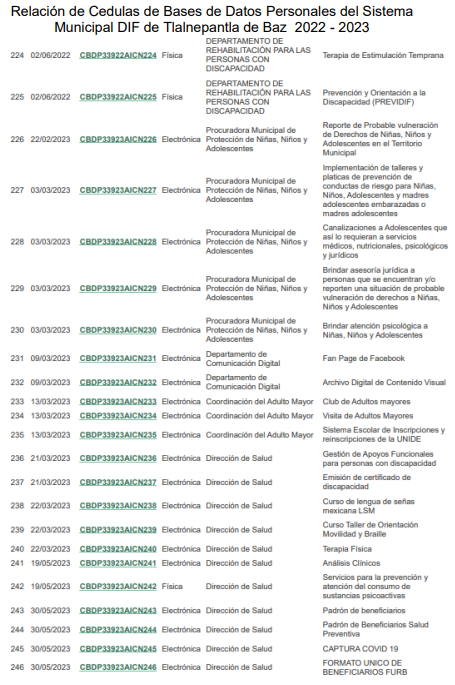 Relación de Cedulas de Bases de Datos Personales del Sistema
Municipal DIF de Tlalnepantla de Baz 2022 - 2023
DEPARTAMENTO DE
REHABILITACIÓN PARA LAS
224 02/06/2022 CBDP33922AICN224 Física PERSONAS CON Terapia de Estimulación Temprana
DISCAPACIDAD
DEPARTAMENTO DE
REHABILITACIÓN PARA LAS Prevención y Orientación a la
225 02/06/2022 CBDP33922AICN225 Física PERSONAS CON Discapacidad (PREVIDIF)
DISCAPACIDAD
Reporte de Probable vulneración
Procuradora Municipal de de Derechos de Niñas, Niños y
226 22/02/2023 CBDP33923AICN226 Electrónica Protección de Niñas, Niños y Adolescentes en el Territorio
Adolescentes Municipal
Implementación de talleres y
platicas de prevención de
Procuradora Municipal de conductas de riesgo para Niñas,
227 03/03/2023 CBDP33923AICN227 Electrónica Protección de Niñas, Niños y Niños, Adolescentes y madres
Adolescentes adolescentes embarazadas o
madres adolescentes
Canalizaciones a Adolescentes que
Procuradora Municipal de así lo requieran a servicios
228 03/03/2023 CBDP33923AICN228 Electrónica Protección de Niñas, Niños y médicos, nutricionales, psicológicos
Adolescentes y jurídicos
Brindar asesoría jurídica a
Procuradora Municipal de personas que se encuentran y/o
229 03/03/2023 CBDP33923AICN229 Electrónica Protección de Niñas, Niños y reporten una situación de probable
Adolescentes vulneración de derechos a Niñas,
Niños y Adolescentes
Procuradora Municipal de
230 03/03/2023 CBDP33923AICN230 Electrónica Protección de Niñas, Niños y Brindar atención psicológica a
Adolescentes Niñas, Niños y Adolescentes
231 09/03/2023 CBDP33923AICN231 Electrónica Departamento de Fan Page de Facebook
Comunicación Digital
232 09/03/2023 CBDP33923AICN232 Electrónica Departamento de Archivo Digital de Contenido Visual
Comunicación Digital
233 13/03/2023 CBDP33923AICN233 Electrónica Coordinación del Adulto Mayor Club de Adultos mayores
234 13/03/2023 CBDP33923AICN234 Electrónica Coordinación del Adulto Mayor Visita de Adultos Mayores
235 13/03/2023 CBDP33923AICN235 Electrónica Coordinación del Adulto Mayor Sistema Escolar de Inscripciones y
reinscripciones de la UNIDE
236 21/03/2023 CBDP33923AICN236 Electrónica Dirección de Salud Gestión de Apoyos Funcionales
para personas con discapacidad
237 21/03/2023 CBDP33923AICN237 Electrónica Dirección de Salud Emisión de certificado de
discapacidad
238 22/03/2023 CBDP33923AICN238 Electrónica Dirección de Salud Curso de lengua de señas
mexicana LSM
239 22/03/2023 CBDP33923AICN239 Electrónica Dirección de Salud Curso Taller de Orientación
Movilidad y Braille
240 22/03/2023 CBDP33923AICN240 Electrónica Dirección de Salud Terapia Física
241 19/05/2023 CBDP33923AICN241 Electrónica Dirección de Salud Análisis Clínicos
Servicios para la prevención y
242 19/05/2023 CBDP33923AICN242 Física Dirección de Salud atención del consumo de
sustancias psicoactivas
243 30/05/2023 CBDP33923AICN243 Electrónica Dirección de Salud Padrón de beneficiarios
244 30/05/2023 CBDP33923AICN244 Electrónica Dirección de Salud Padrón de Beneficiarios Salud
Preventiva
245 30/05/2023 CBDP33923AICN245 Electrónica Dirección de Salud CAPTURA COVID 19
246 30/05/2023 CBDP33923AICN246 Electrónica Dirección de Salud FORMATO UNICO DE
BENEFICIARIOS FURB